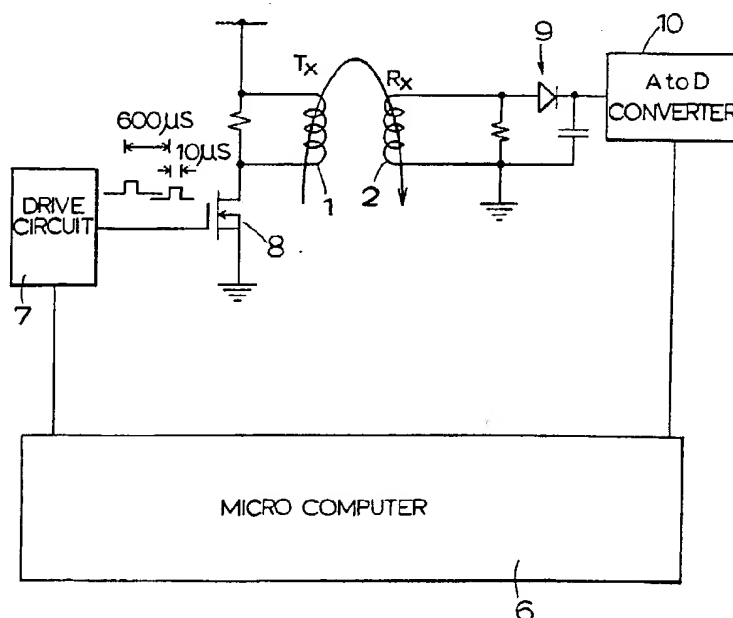 9
10
A to D
CONVERTER
Tx
Rx
600μS
10μS
DRIVE
CIRCUIT
7
8
1
2
MICRO COMPUTER
6